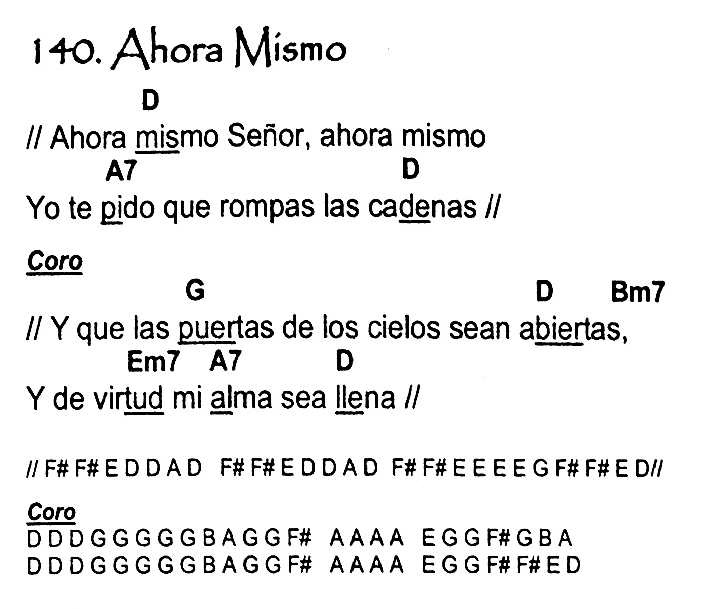 140. Ahora Mismo
D
// Ahora mismo Señor, ahora mismo
A7 D
Yo te pido que rompas las cadenas //
Coro
G D Bm7
// Y que las puertas de los cielos sean abiertas,
Em7 A7 D
Y de virtud mi alma sea llena //
// F# F# E D D A D F# F# E D D A D F# F# E E E E G F# F# E D//
Coro
D D D G G G G G B A G G F# A A A A E G G F# G B A
D D D G G G G G B A G G F# A A A A E G G F# F# E D